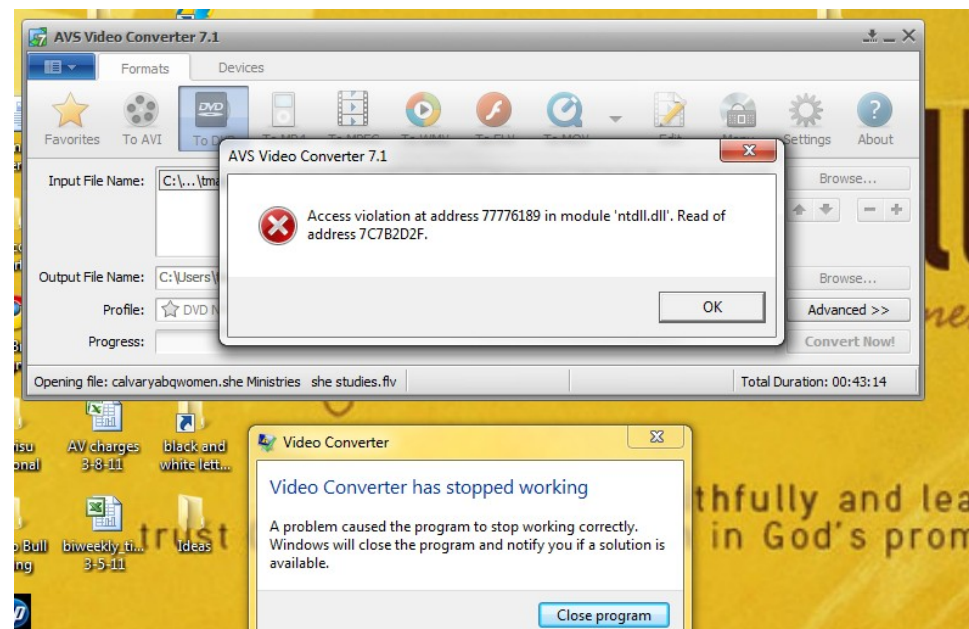 AVS Video Converter 7.1
Formats Devices
Favorites To AVI To MPEG Settings About
AVS Video Converter 7.1
Input File Name: C:\...\tma
Browse...
Access violation at address 77776189 in module 'ntdll.dll'. Read of
address 7C7B2D2F.
Output File Name: C:\Users\
Browse...
OK
Profile: DVD N
Advanced >>
Progress:
Convert Now!
Opening file: calvaryabqwomen.she Ministries she studies.flv
Total Duration: 00:43:14
AV charges
3-8-11
black and
white lett...
Video Converter
Video Converter has stopped working
A problem caused the program to stop working correctly.
Windows will close the program and notify you if a solution is
available.
Close program
biweekly ti...
3-5-11
Ideas
trust
thfully and lea
in God's prom